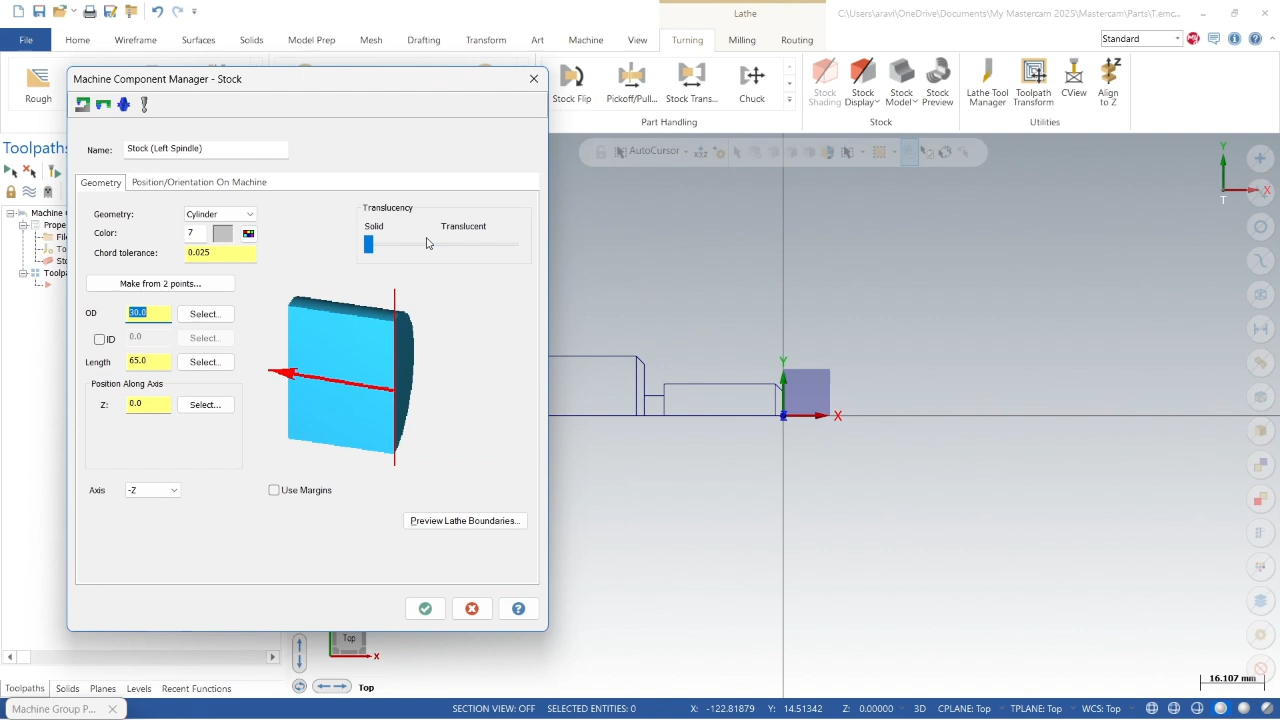 Lathe
C:\Users\aravi\OneDrive\Documents\My Mastercam 2025\Mastercam\Parts\T.emc...
File
Home
Wireframe
Surfaces
Solids
Model Prep
Mesh
Drafting
Transform
Art
Machine
View
Turning
Milling
Routing
Standard
Rough
Machine Component Manager - Stock
Stock Flip
Pickoff/Pull...
Stock Trans...
Chuck
Stock Shading
Stock Display
Stock Model
Stock Preview
Lathe Tool Manager
Toolpath Transform
CView
Align to Z
Part Handling
Stock
Utilities
Toolpaths
Name:
Stock (Left Spindle)
AutoCursor
Geometry
Position/Orientation On Machine
Machine G
Prope
Geometry:
Cylinder
Color:
7
Chord tolerance:
0.025
Translucency
Solid
Translucent
Make from 2 points...
OD
30.0
Select...
ID
0.0
Select...
Length
65.0
Select...
Position Along Axis
Z:
0.0
Select...
Axis
-Z
Use Margins
Preview Lathe Boundaries...
Y
X
T
Y
X
Z
Top
X
Top
16.107 mm
Toolpaths
Solids
Planes
Levels
Recent Functions
Machine Group P...
SECTION VIEW: OFF
SELECTED ENTITIES: 0
X: -122.81879
Y: 14.51342
Z: 0.00000
3D
CPLANE: Top
TPLANE: Top
WCS: Top